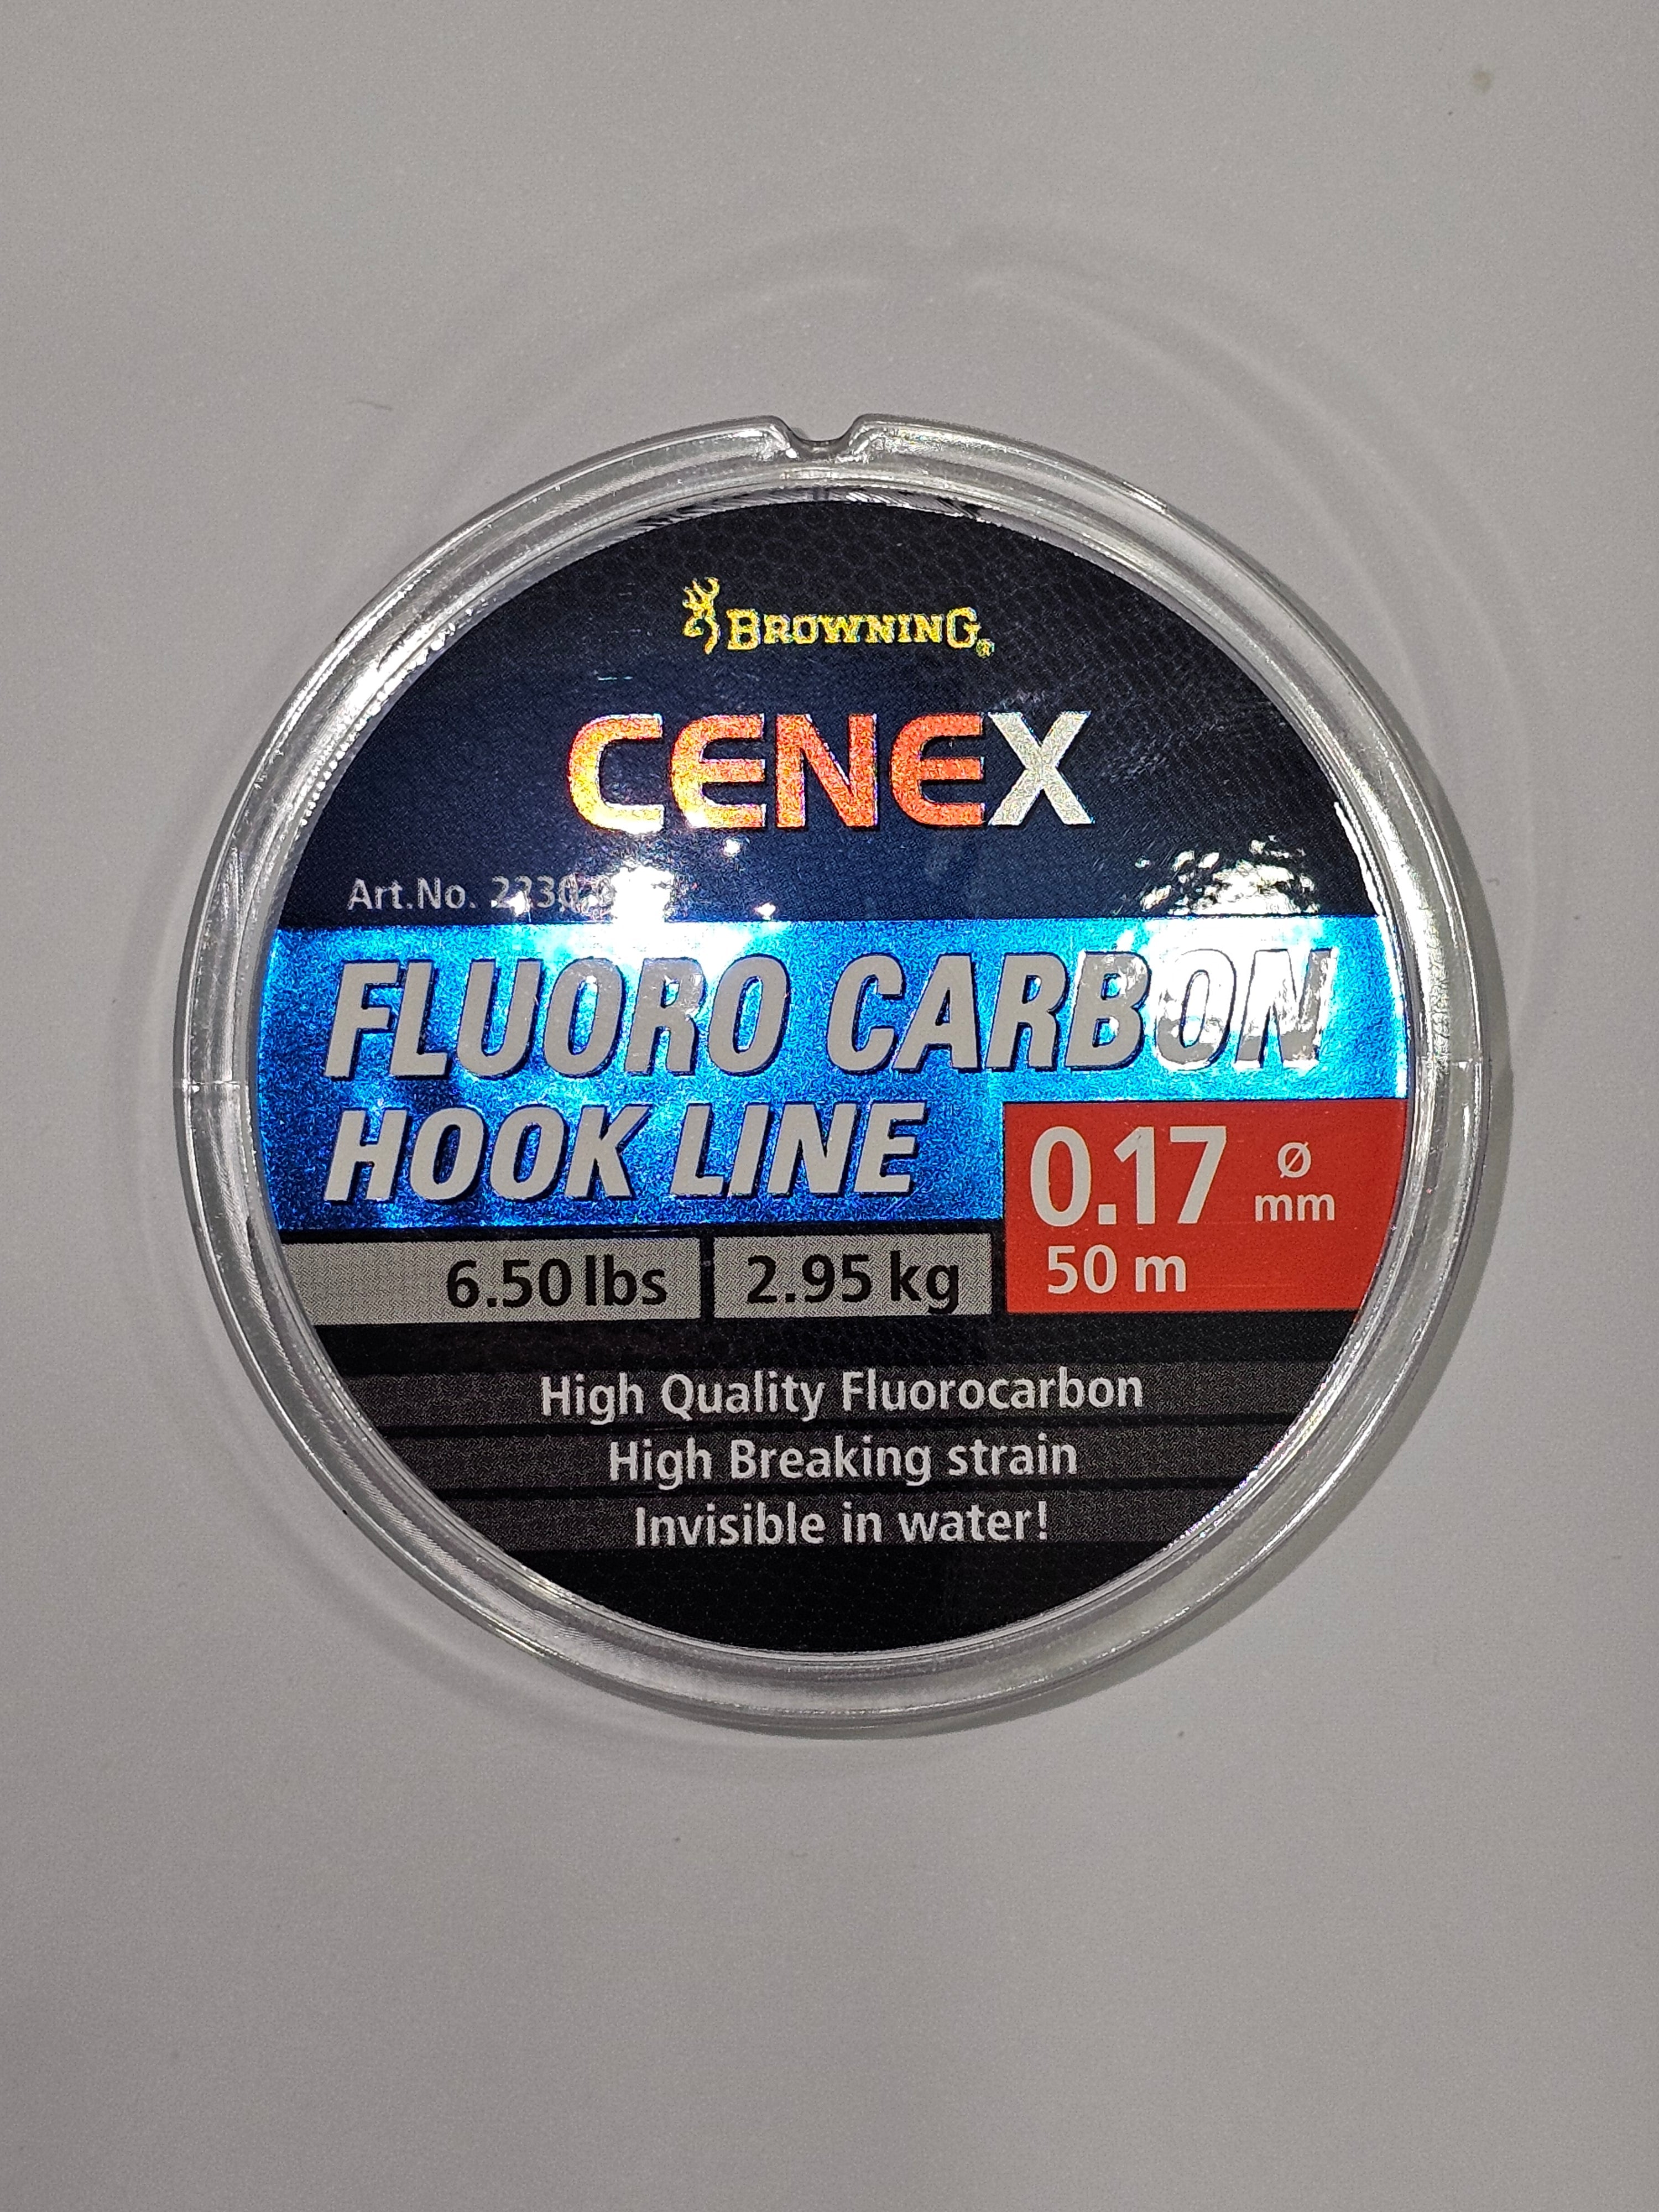 BROWNING®
CENEX
Art.No.
FLUORO CARBON
HOOK LINE
0.17 Ø mm
50 m
6.50 lbs 2.95 kg
High Quality Fluorocarbon
High Breaking strain
Invisible in water!